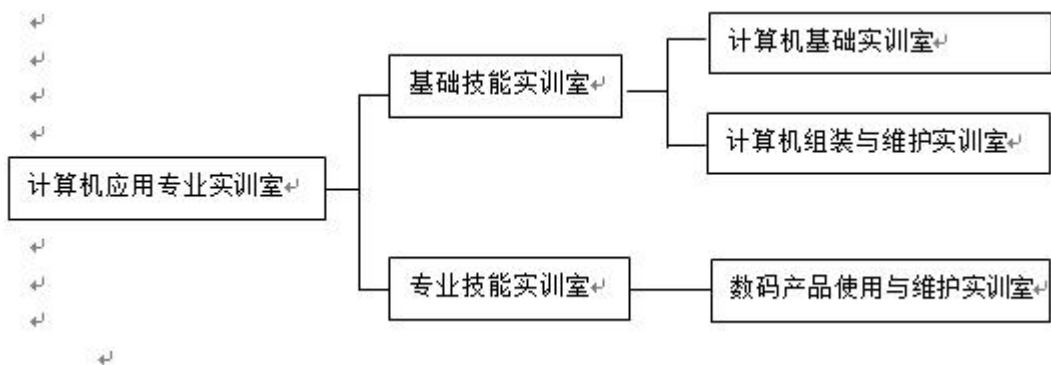 计算机基础实训室
基础技能实训室
计算机组装与维护实训室
计算机应用专业实训室
专业技能实训室
数码产品使用与维护实训室